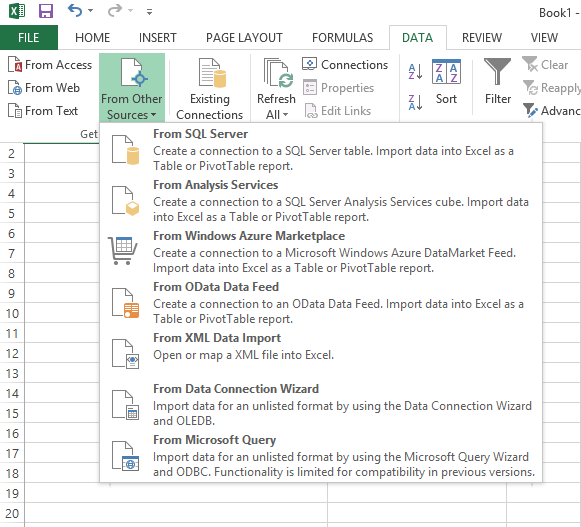 Book1 -
FILE HOME INSERT PAGE LAYOUT FORMULAS DATA REVIEW VIEW
From Access
From Web
From Text
From Other
Sources
Existing
Connections
Refresh
All
Connections
Properties
Edit Links
A Z
Z A
Z A
A Z
Sort
Filter
Clear
Reapply
Advanc
Get
From SQL Server
Create a connection to a SQL Server table. Import data into Excel as a
Table or PivotTable report.
From Analysis Services
Create a connection to a SQL Server Analysis Services cube. Import data
into Excel as a Table or PivotTable report.
From Windows Azure Marketplace
Create a connection to a Microsoft Windows Azure DataMarket Feed.
Import data into Excel as a Table or PivotTable report.
From OData Data Feed
Create a connection to an OData Data Feed. Import data into Excel as a
Table or PivotTable report.
From XML Data Import
Open or map a XML file into Excel.
From Data Connection Wizard
Import data for an unlisted format by using the Data Connection Wizard
and OLEDB.
From Microsoft Query
Import data for an unlisted format by using the Microsoft Query Wizard
and ODBC. Functionality is limited for compatibility in previous versions.
2
3
4
5
6
7
8
9
10
11
12
13
14
15
16
17
18
19
20